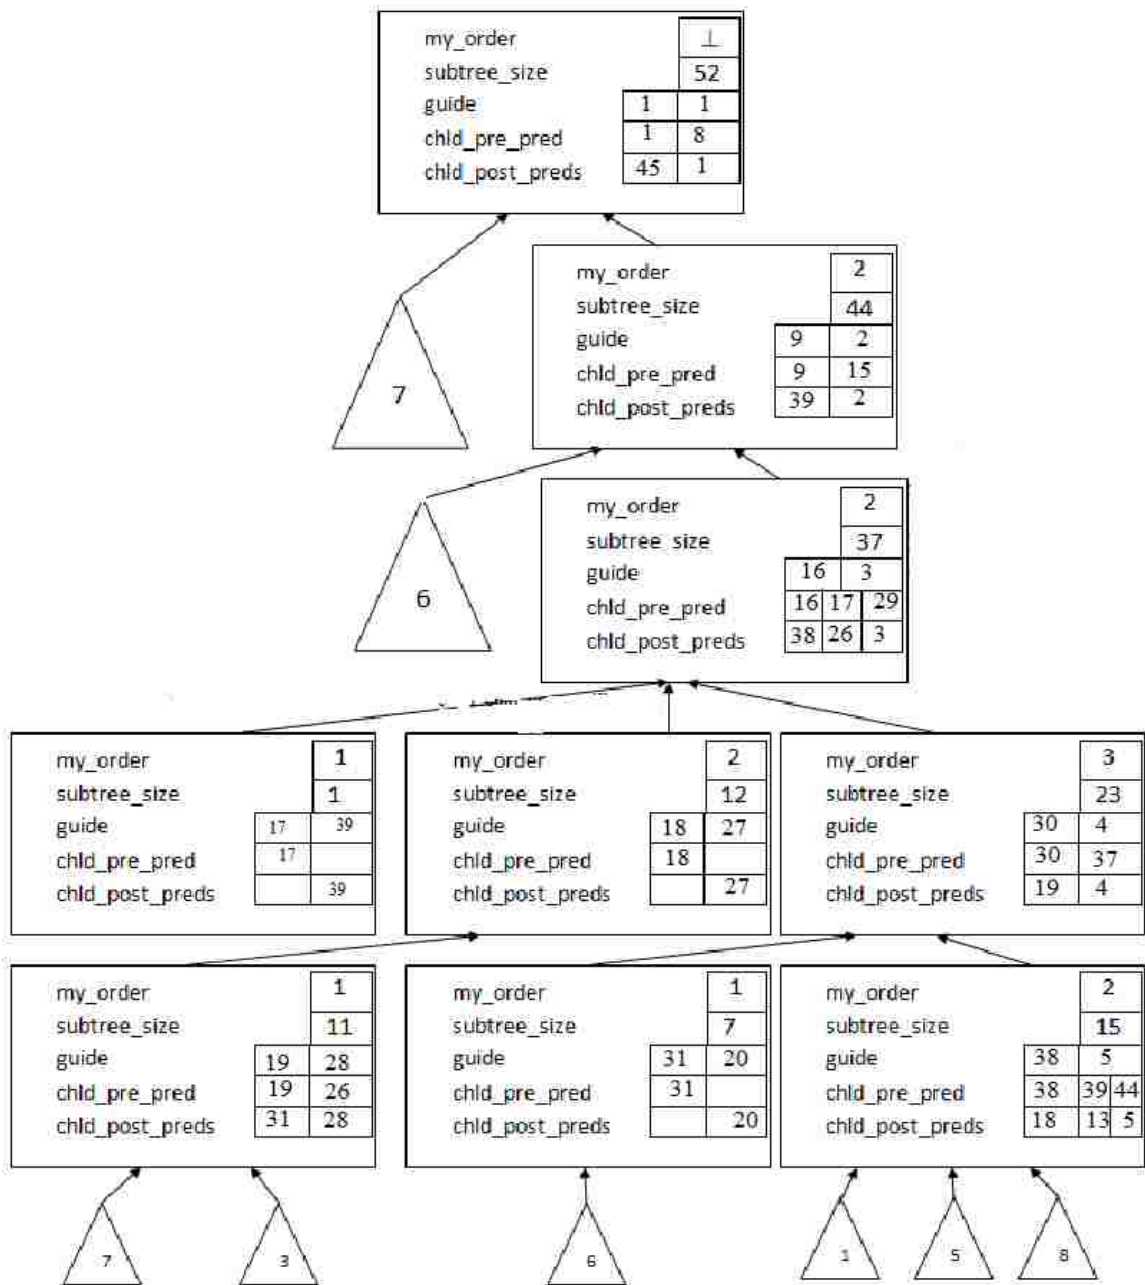 my_order ⊥
subtree_size 52
guide 1 1
chld_pre_pred 1 8
chld_post_preds 45 1
my_order 2
subtree_size 44
guide 9 2
chld_pre_pred 9 15
chld_post_preds 39 2
7
my_order 2
subtree size 37
guide 16 3
chld_pre_pred 16 17 29
chld_post_preds 38 26 3
6
my_order 1
subtree_size 1
guide 17 39
chld_pre_pred 17
chld_post_preds 39
my_order 2
subtree_size 12
guide 18 27
chld_pre_pred 18
chld_post_preds 27
my_order 3
subtree_size 23
guide 30 4
chld_pre_pred 30 37
chld_post_preds 19 4
my_order 1
subtree_size 11
guide 19 28
chld_pre_pred 19 26
chld_post_preds 31 28
my_order 1
subtree_size 7
guide 31 20
chld_pre_pred 31
chld_post_preds 20
my_order 2
subtree_size 15
guide 38 5
chld_pre_pred 38 39 44
chld_post_preds 18 13 5
7 3 6 1 5 8